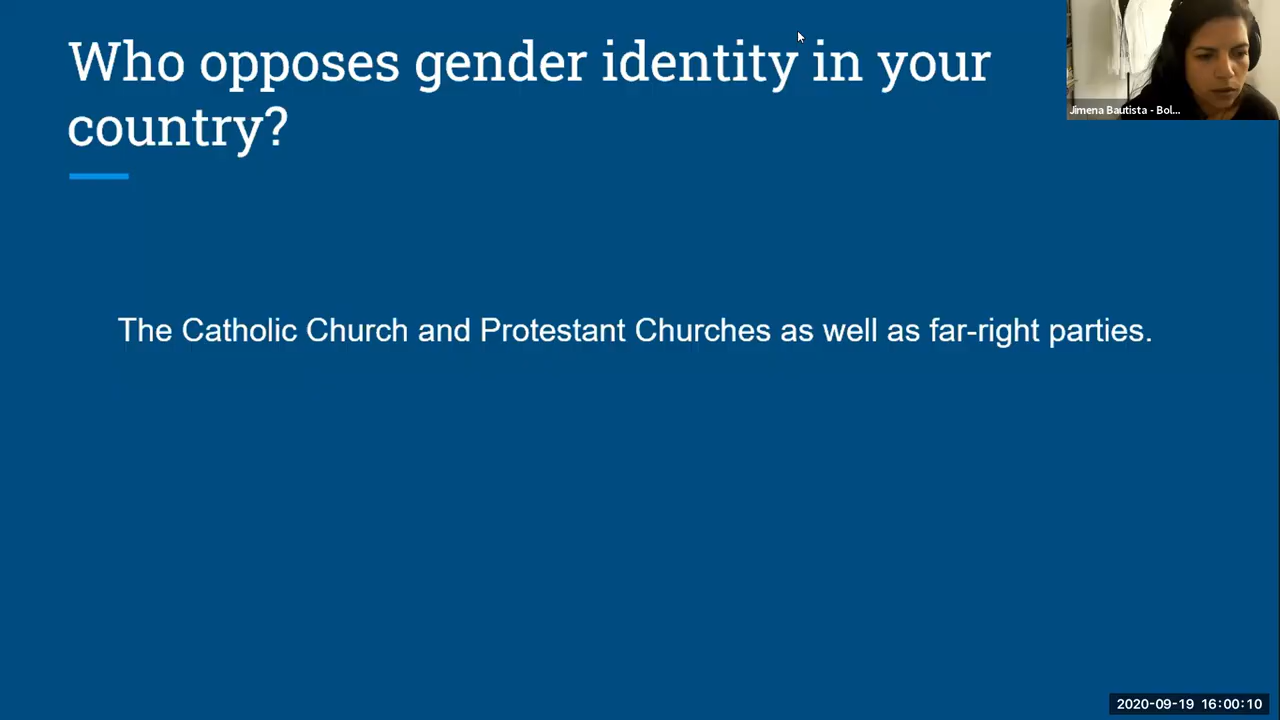 Who opposes gender identity in your
country?
Jimena Bautista - Bol...
The Catholic Church and Protestant Churches as well as far-right parties.
2020-09-19 16:00:10